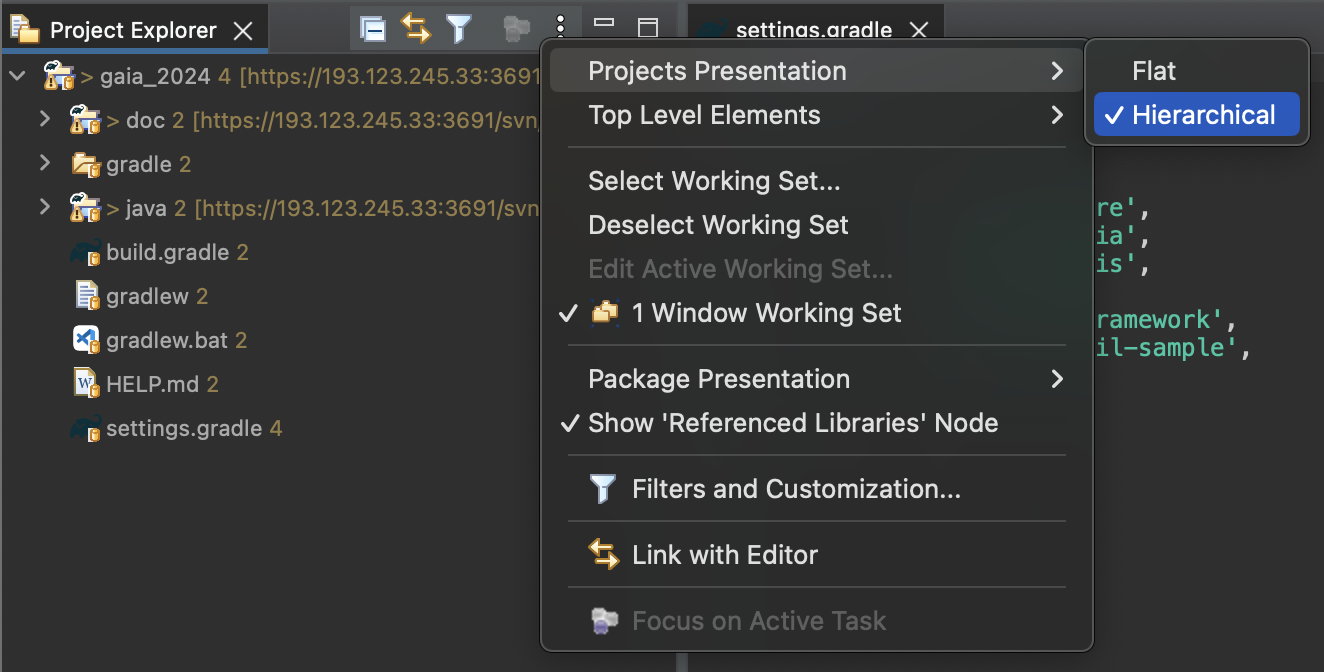 Project Explorer
settings.gradle
> gaia_2024 4 [https://193.123.245.33:3691
> doc 2 [https://193.123.245.33:3691/svn/
gradle 2
> java 2 [https://193.123.245.33:3691/svn
build.gradle 2
gradlew 2
gradlew.bat 2
HELP.md 2
settings.gradle 4
Projects Presentation
Top Level Elements
Select Working Set...
Deselect Working Set
Edit Active Working Set...
✓ 1 Window Working Set
Package Presentation
✓ Show 'Referenced Libraries' Node
Filters and Customization...
Link with Editor
Focus on Active Task
Flat
✓ Hierarchical
re',
ia',
is',
ramework',
il-sample',